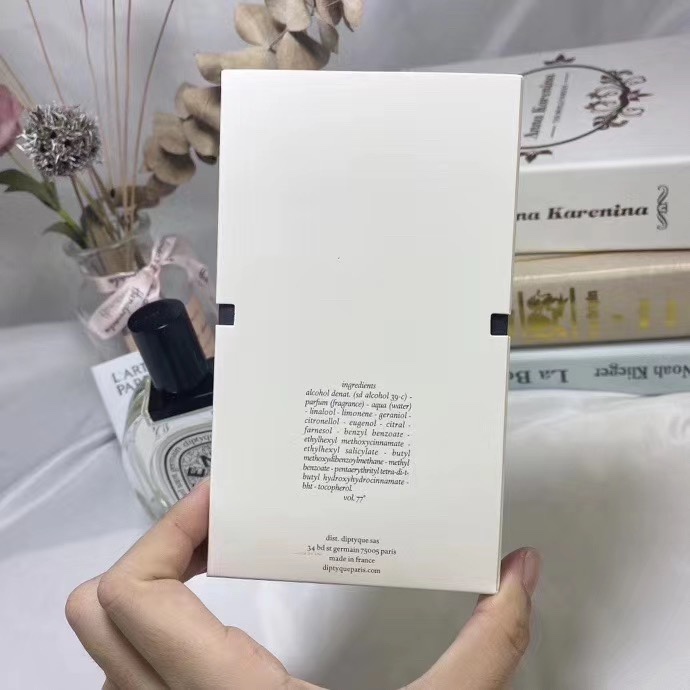 Anna Karenina
na Karenina
Noah Klieger
La Bo
L'ART
PARF
EN
ingredients
alcohol denat. (sd alcohol 39-c) -
parfum (fragrance) - aqua (water)
- linalool - limonene - geraniol -
citronellol - eugenol - citral -
farnesol - benzyl benzoate -
ethylhexyl methoxycinnamate -
ethylhexyl salicylate - butyl
methoxydibenzoylmethane - methyl
benzoate - pentaerythrityl tetra-di-t-
butyl hydroxyhydrocinnamate -
bht - tocopherol.
vol. 77°
dist. diptyque sas
34 bd st germain 75005 paris
made in france
diptyqueparis.com